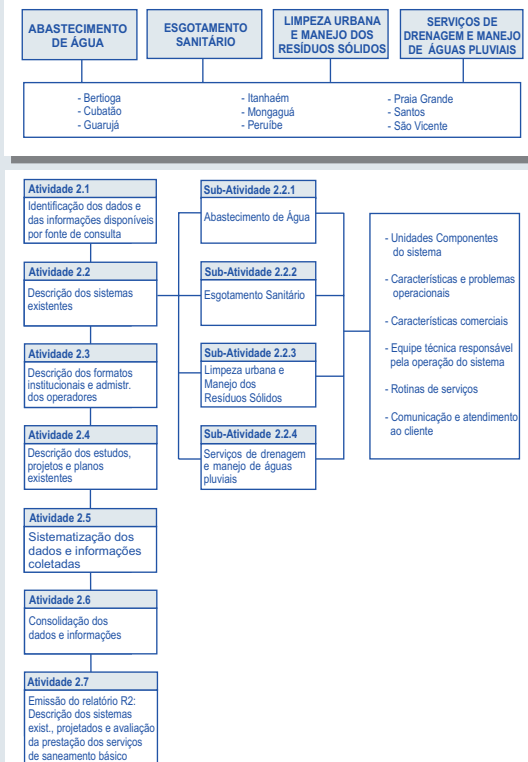 ABASTECIMENTO
DE ÁGUA
ESGOTAMENTO
SANITÁRIO
LIMPEZA URBANA
E MANEJO DOS
RESÍDUOS SÓLIDOS
SERVIÇOS DE
DRENAGEM E MANEJO
DE ÁGUAS PLUVIAIS
- Bertioga
- Cubatão
- Guarujá
- Itanhaém
- Mongaguá
- Peruíbe
- Praia Grande
- Santos
- São Vicente
Atividade 2.1
Identificação dos dados e
das informações disponíveis
por fonte de consulta
Atividade 2.2
Descrição dos sistemas
existentes
Atividade 2.3
Descrição dos formatos
institucionais e admistr.
dos operadores
Atividade 2.4
Descrição dos estudos,
projetos e planos
existentes
Atividade 2.5
Sistematização dos
dados e informações
coletadas
Atividade 2.6
Consolidação dos
dados e informações
Atividade 2.7
Emissão do relatório R2:
Descrição dos sistemas
exist., projetados e avaliação
da prestação dos serviços
de saneamento básico
Sub-Atividade 2.2.1
Abastecimento de Água
Sub-Atividade 2.2.2
Esgotamento Sanitário
Sub-Atividade 2.2.3
Limpeza urbana e
Manejo dos
Resíduos Sólidos
Sub-Atividade 2.2.4
Serviços de drenagem
e manejo de águas
pluviais
- Unidades Componentes
do sistema
- Características e problemas
operacionais
- Características comerciais
- Equipe técnica responsável
pela operação do sistema
- Rotinas de serviços
- Comunicação e atendimento
ao cliente